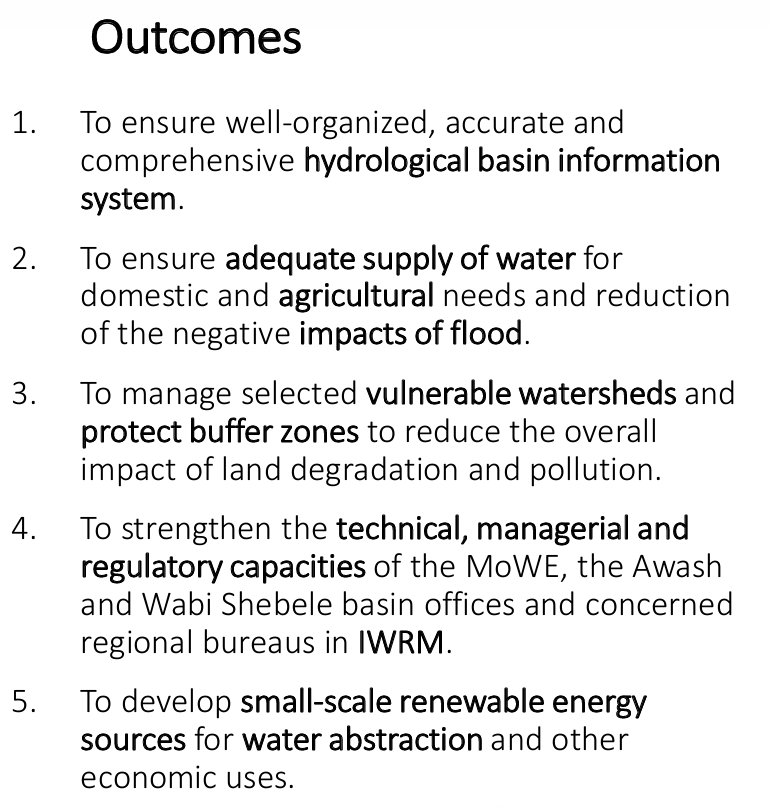 Outcomes
1. To ensure well-organized, accurate and
comprehensive hydrological basin information
system.
2. To ensure adequate supply of water for
domestic and agricultural needs and reduction
of the negative impacts of flood.
3. To manage selected vulnerable watersheds and
protect buffer zones to reduce the overall
impact of land degradation and pollution.
4. To strengthen the technical, managerial and
regulatory capacities of the MoWE, the Awash
and Wabi Shebele basin offices and concerned
regional bureaus in IWRM.
5. To develop small-scale renewable energy
sources for water abstraction and other
economic uses.